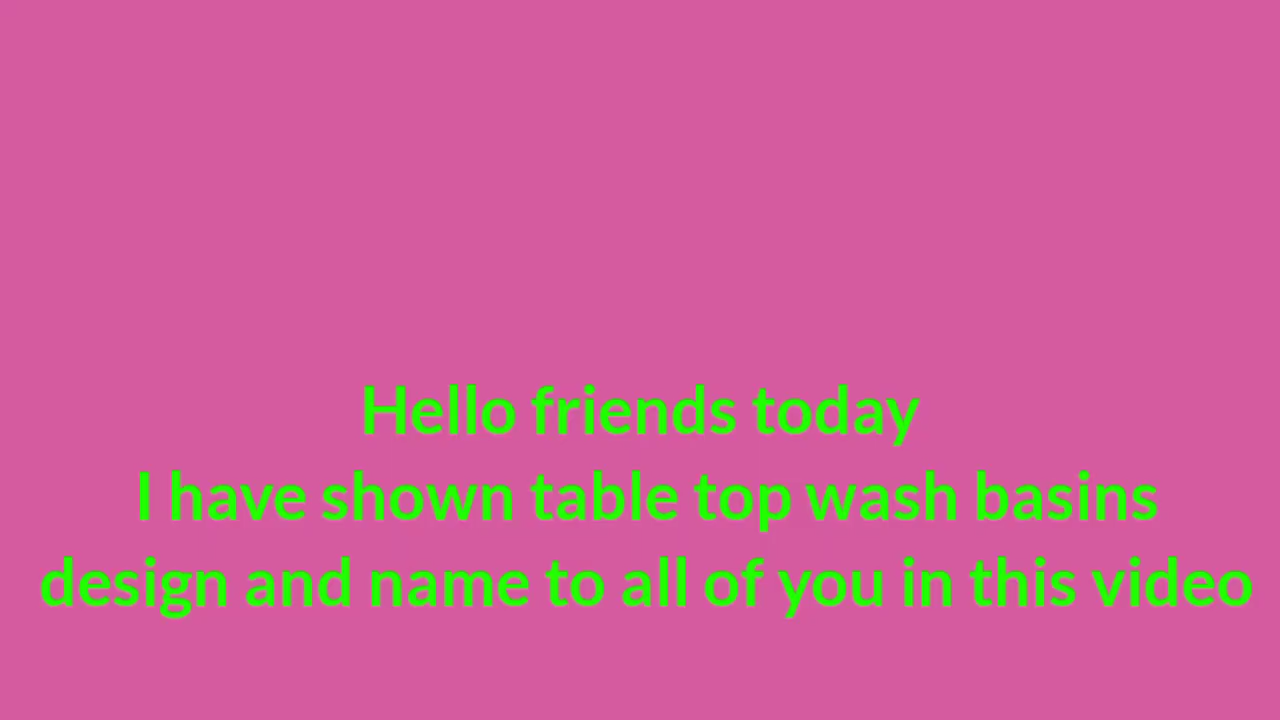 Hello friends today
I have shown table top wash basins
design and name to all of you in this video